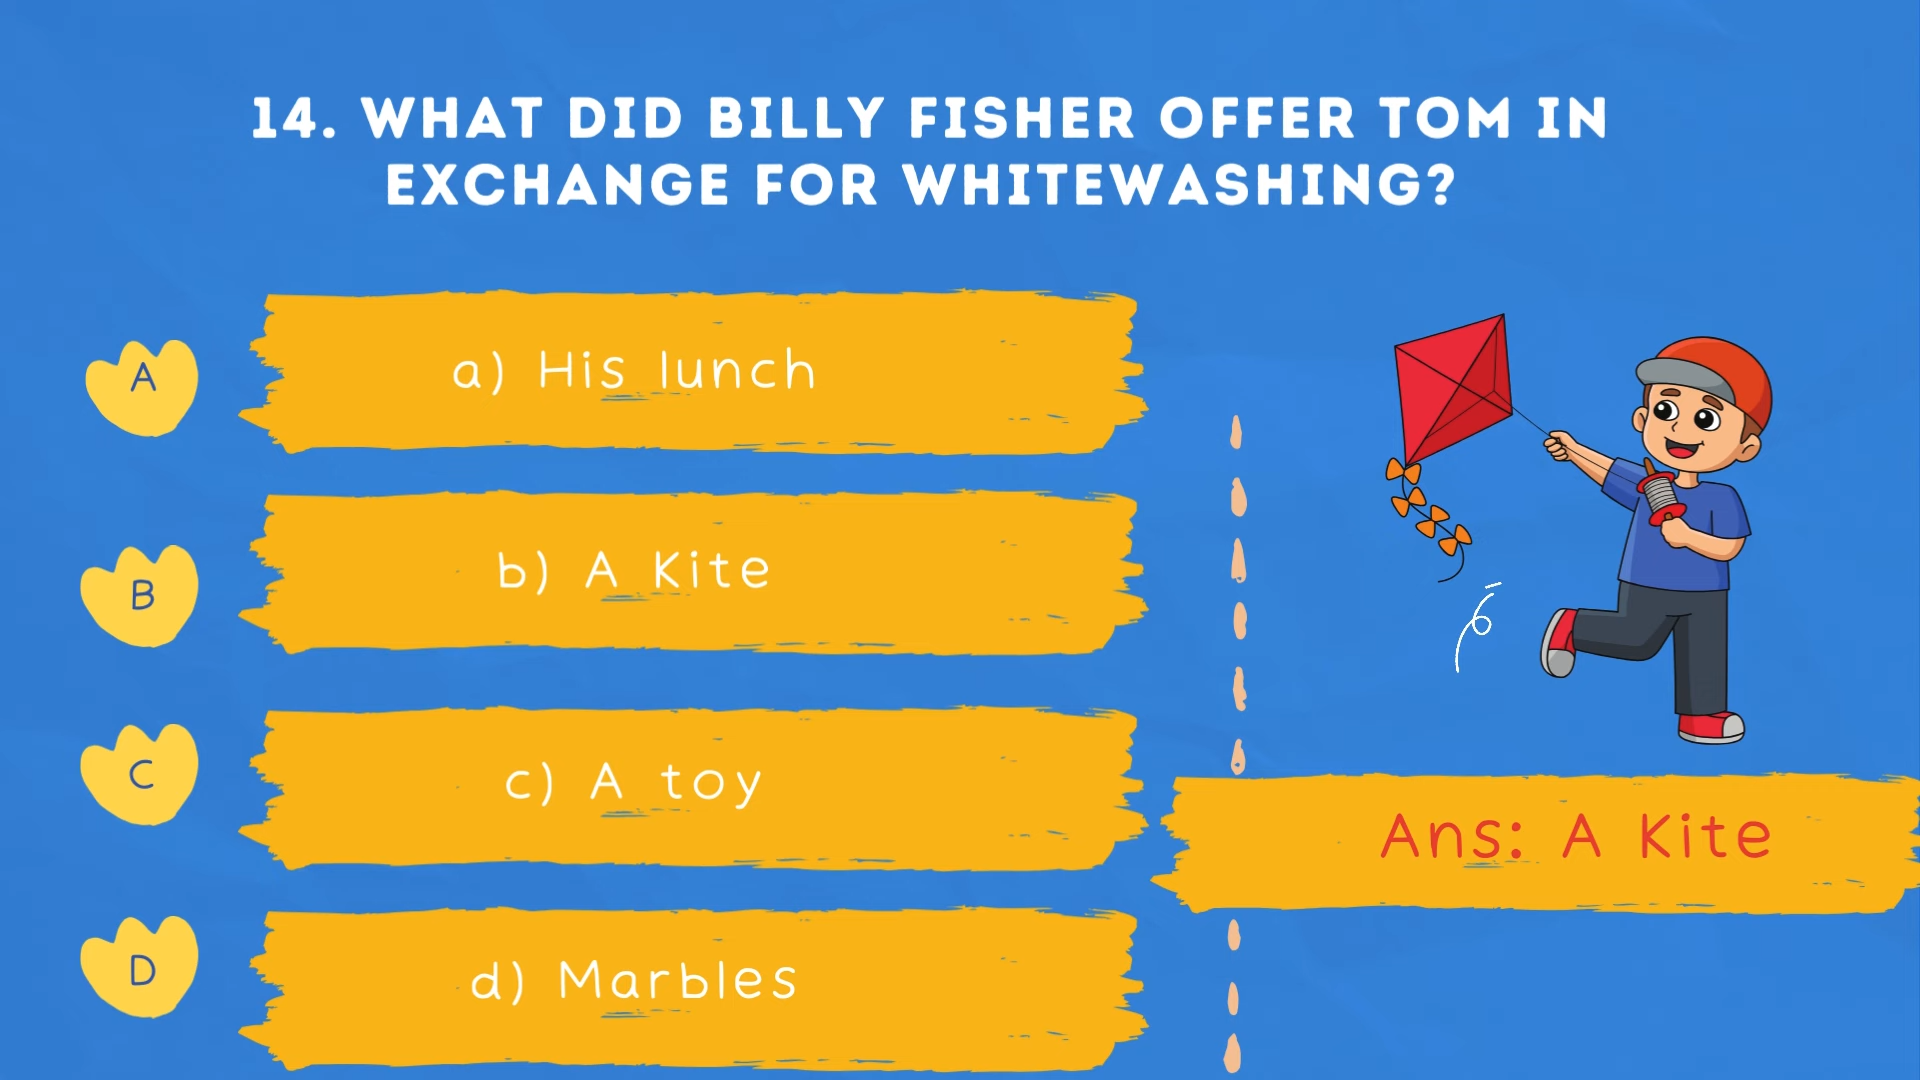 14. WHAT DID BILLY FISHER OFFER TOM IN
EXCHANGE FOR WHITEWASHING?
A
a) His lunch
B
b) A Kite
C
c) A toy
Ans: A Kite
D
d) Marbles